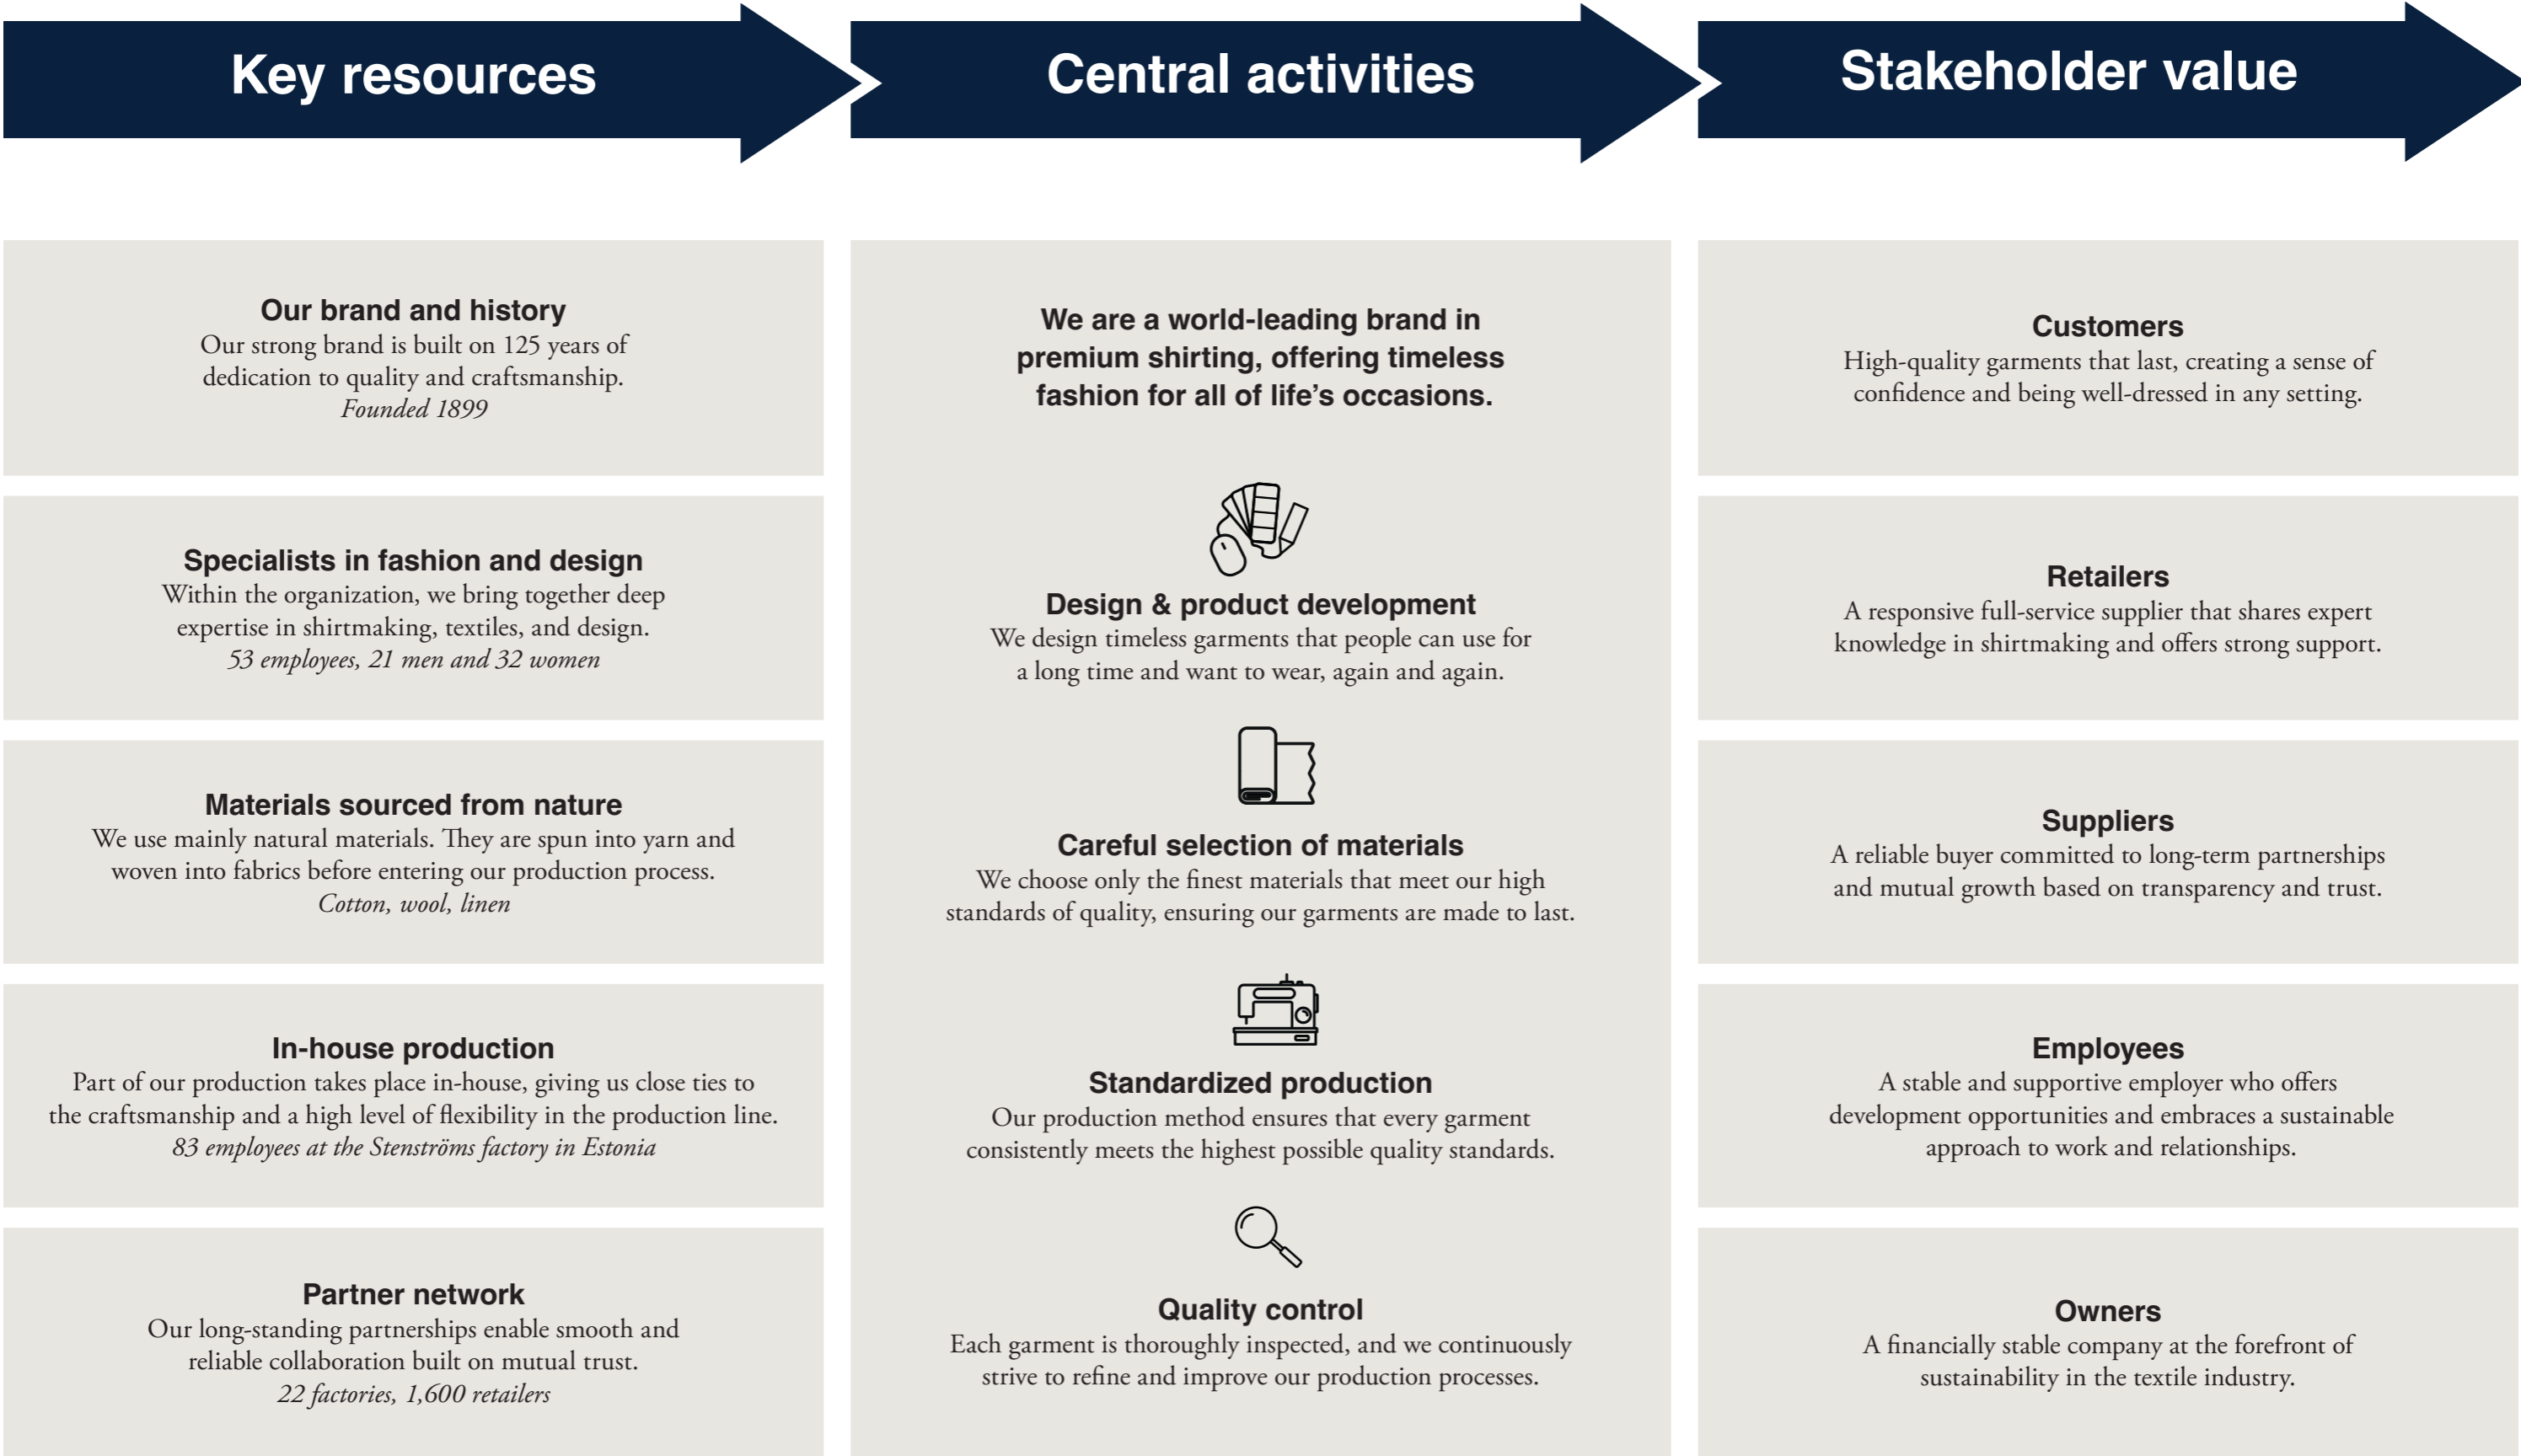 Key resources
Central activities
Stakeholder value
Our brand and history
Our strong brand is built on 125 years of
dedication to quality and craftsmanship.
Founded 1899
Specialists in fashion and design
Within the organization, we bring together deep
expertise in shirtmaking, textiles, and design.
53 employees, 21 men and 32 women
Materials sourced from nature
We use mainly natural materials. They are spun into yarn and
woven into fabrics before entering our production process.
Cotton, wool, linen
In-house production
Part of our production takes place in-house, giving us close ties to
the craftsmanship and a high level of flexibility in the production line.
83 employees at the Stenströms factory in Estonia
Partner network
Our long-standing partnerships enable smooth and
reliable collaboration built on mutual trust.
22 factories, 1,600 retailers
We are a world-leading brand in
premium shirting, offering timeless
fashion for all of life’s occasions.
Design & product development
We design timeless garments that people can use for
a long time and want to wear, again and again.
Careful selection of materials
We choose only the finest materials that meet our high
standards of quality, ensuring our garments are made to last.
Standardized production
Our production method ensures that every garment
consistently meets the highest possible quality standards.
Quality control
Each garment is thoroughly inspected, and we continuously
strive to refine and improve our production processes.
Customers
High-quality garments that last, creating a sense of
confidence and being well-dressed in any setting.
Retailers
A responsive full-service supplier that shares expert
knowledge in shirtmaking and offers strong support.
Suppliers
A reliable buyer committed to long-term partnerships
and mutual growth based on transparency and trust.
Employees
A stable and supportive employer who offers
development opportunities and embraces a sustainable
approach to work and relationships.
Owners
A financially stable company at the forefront of
sustainability in the textile industry.